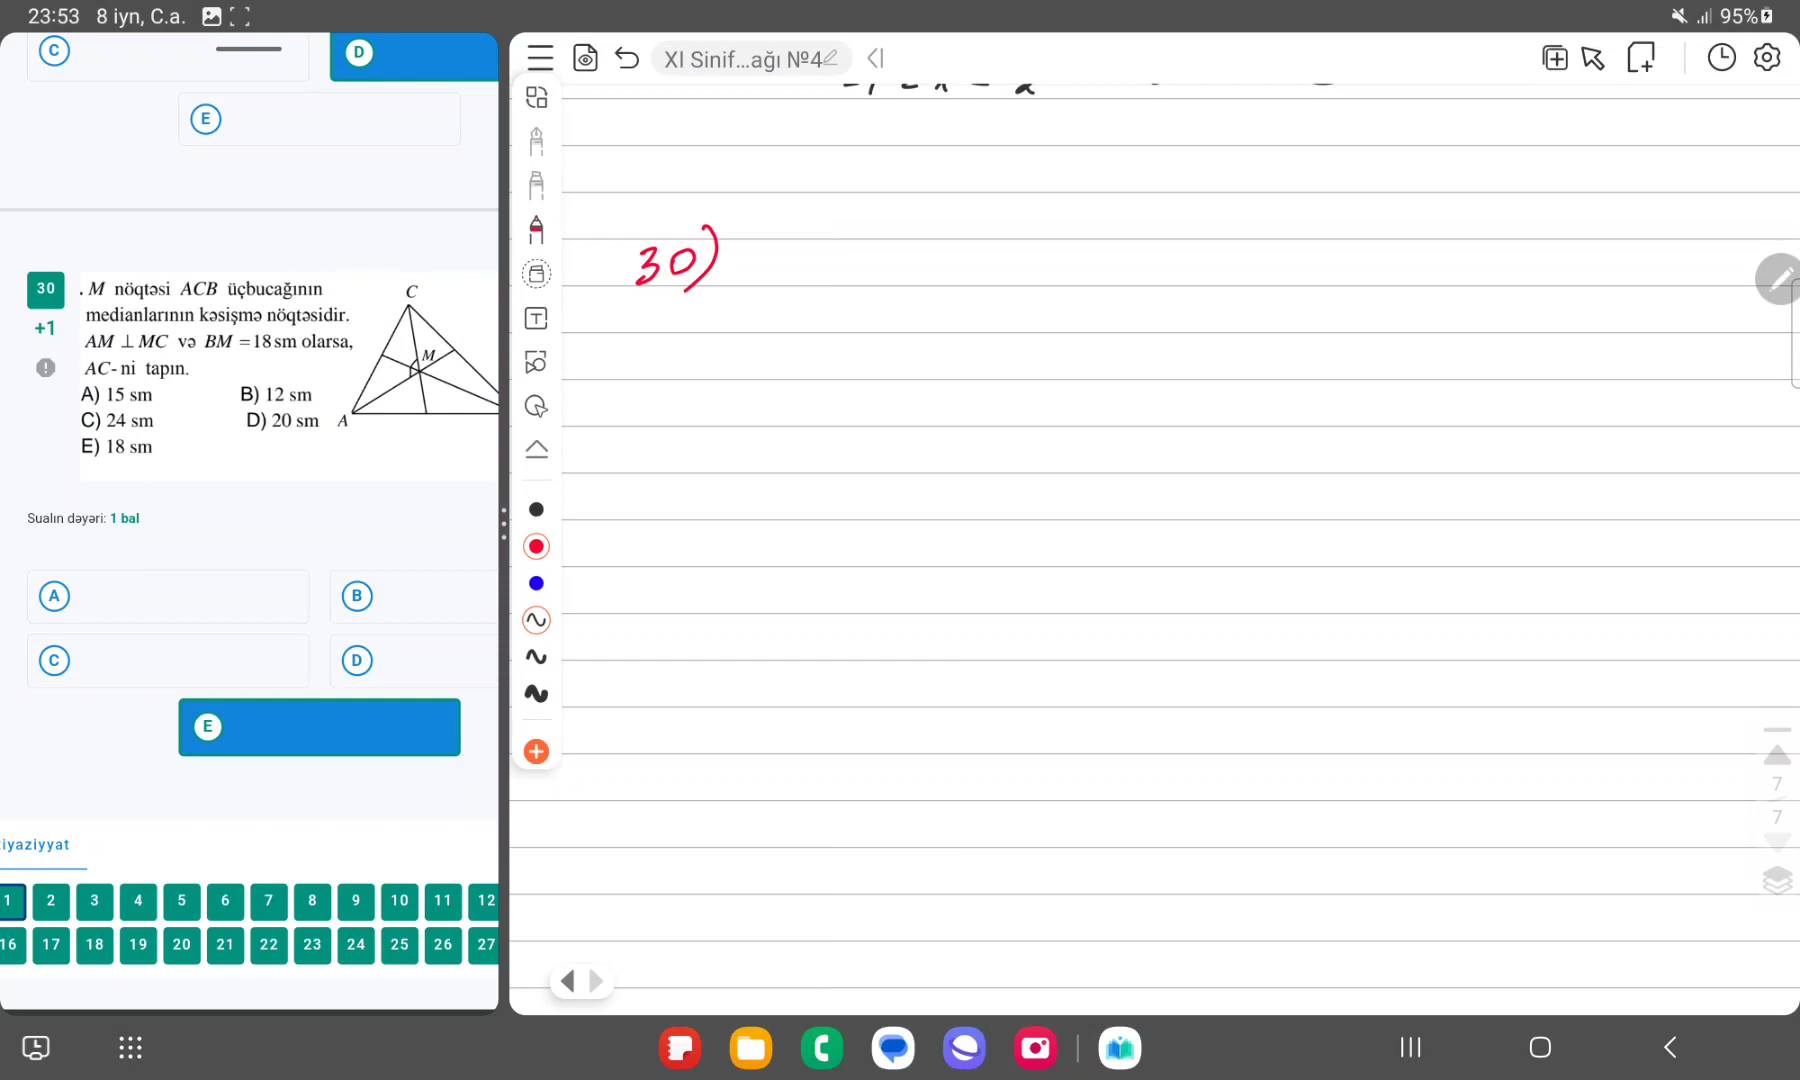 23:53 8 iyn, C.a.
95%
C
D
E
XI Sinif...ağı №4
30)
30
+1
. M nöqtəsi ACB üçbucağının
medianlarının kəsişmə nöqtəsidir.
AM ⊥ MC və BM =18sm olarsa,
AC- ni tapın.
A) 15 sm B) 12 sm
C) 24 sm D) 20 sm
E) 18 sm
C
M
A
Sualın dəyəri: 1 bal
A
B
C
D
E
iyaziyyat
1 2 3 4 5 6 7 8 9 10 11 12
16 17 18 19 20 21 22 23 24 25 26 27
7
7